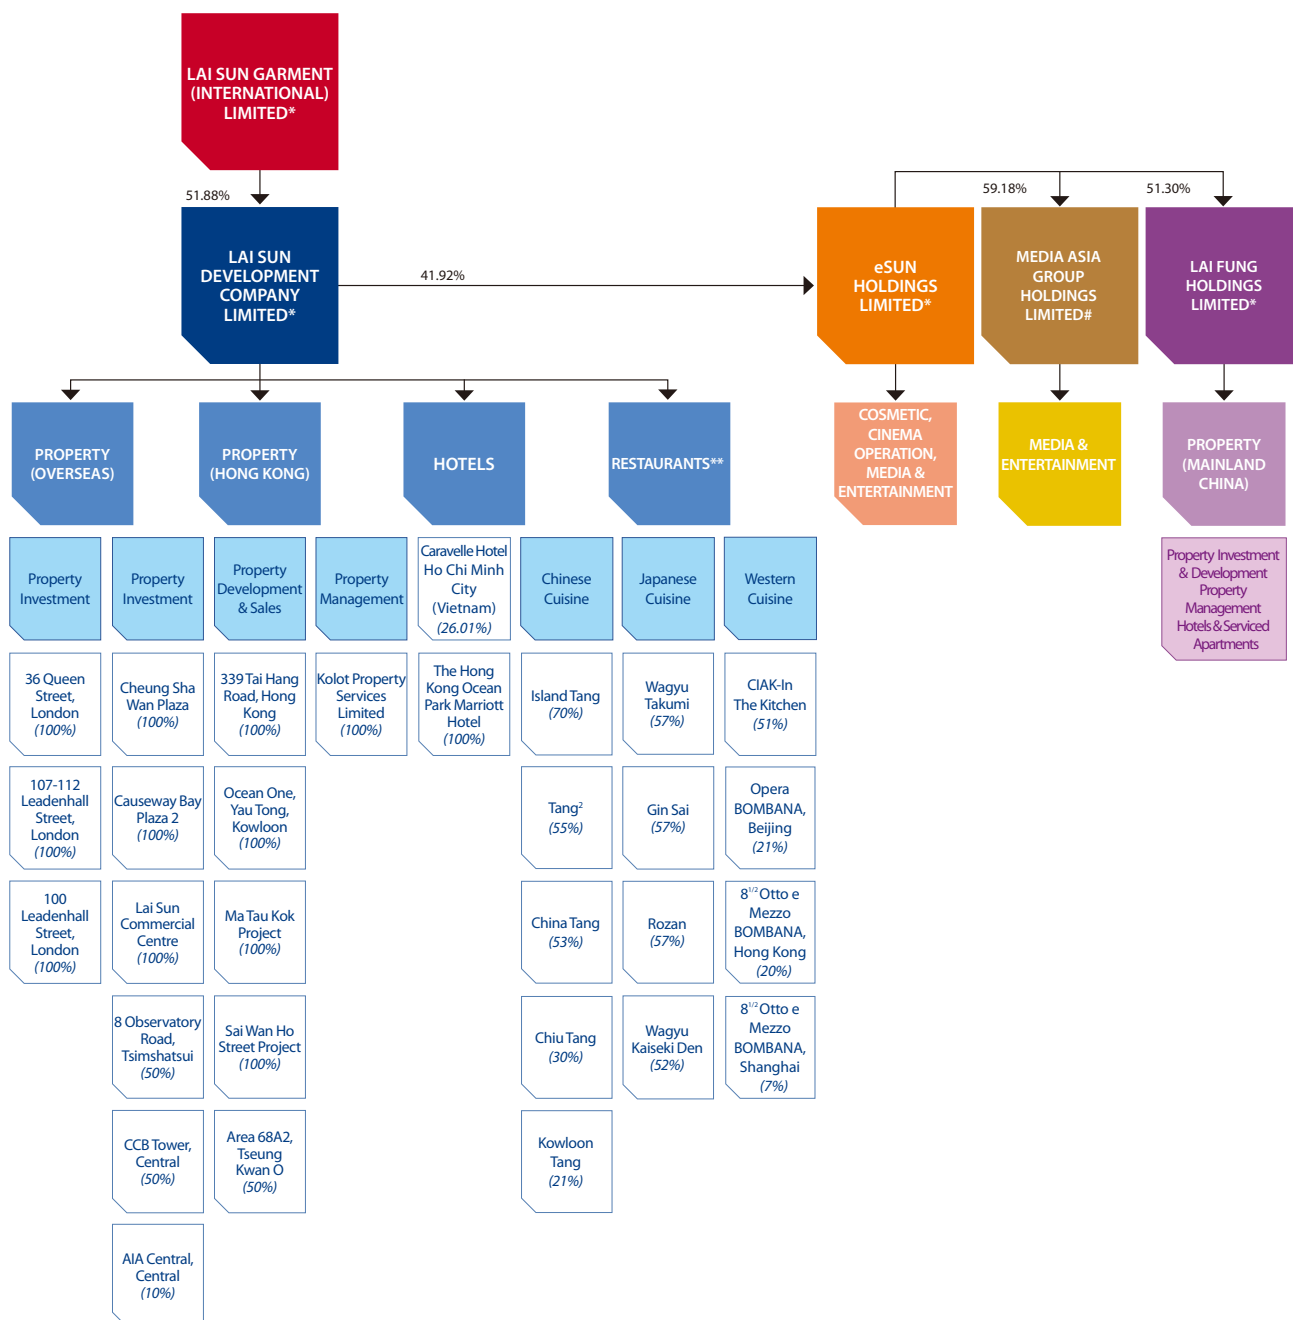 LAI SUN GARMENT
(INTERNATIONAL)
LIMITED*
51.88%
59.18%
51.30%
LAI SUN
DEVELOPMENT
COMPANY
LIMITED*
41.92%
eSUN
HOLDINGS
LIMITED*
MEDIA ASIA
GROUP
HOLDINGS
LIMITED#
LAI FUNG
HOLDINGS
LIMITED*
PROPERTY
(OVERSEAS)
PROPERTY
(HONG KONG)
HOTELS
RESTAURANTS**
COSMETIC,
CINEMA
OPERATION,
MEDIA &
ENTERTAINMENT
MEDIA &
ENTERTAINMENT
PROPERTY
(MAINLAND
CHINA)
Property
Investment
Property
Investment
Property
Development
& Sales
Property
Management
Caravelle Hotel
Ho Chi Minh
City
(Vietnam)
(26.01%)
Chinese
Cuisine
Japanese
Cuisine
Western
Cuisine
Property Investment
& Development
Property
Management
Hotels & Serviced
Apartments
36 Queen
Street,
London
(100%)
Cheung Sha
Wan Plaza
(100%)
339 Tai Hang
Road, Hong
Kong
(100%)
Kolot Property
Services
Limited
(100%)
The Hong
Kong Ocean
Park Marriott
Hotel
(100%)
Island Tang
(70%)
Wagyu
Takumi
(57%)
CIAK-In
The Kitchen
(51%)
107-112
Leadenhall
Street,
London
(100%)
Causeway Bay
Plaza 2
(100%)
Ocean One,
Yau Tong,
Kowloon
(100%)
Tang²
(55%)
Gin Sai
(57%)
Opera
BOMBANA,
Beijing
(21%)
100
Leadenhall
Street,
London
(100%)
Lai Sun
Commercial
Centre
(100%)
Ma Tau Kok
Project
(100%)
China Tang
(53%)
Rozan
(57%)
8 1/2 Otto e
Mezzo
BOMBANA,
Hong Kong
(20%)
8 Observatory
Road,
Tsimshatsui
(50%)
Sai Wan Ho
Street Project
(100%)
Chiu Tang
(30%)
Wagyu
Kaiseki Den
(52%)
8 1/2 Otto e
Mezzo
BOMBANA,
Shanghai
(7%)
CCB Tower,
Central
(50%)
Area 68A2,
Tseung
Kwan O
(50%)
Kowloon
Tang
(21%)
AIA Central,
Central
(10%)